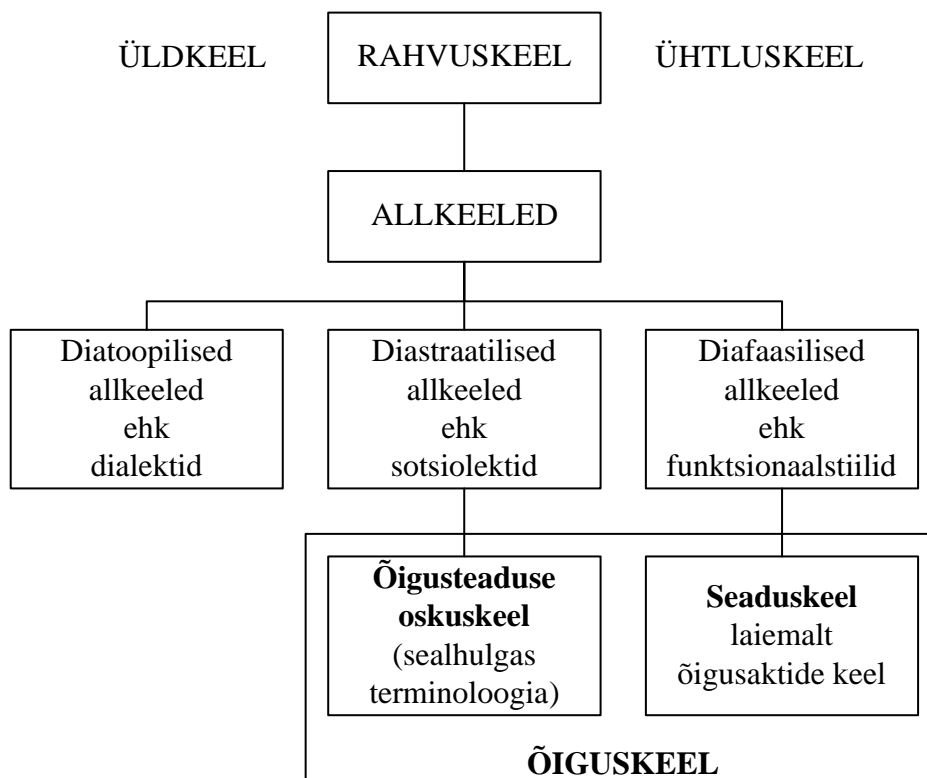 ÜLDKEEL
RAHVUSKEEL
ÜHTLUSKEEL
ALLKEELED
Diatoopilised
allkeeled
ehk
dialektid
Diastraatilised
allkeeled
ehk
sotsiolektid
Diafaasilised
allkeeled
ehk
funktsionaalstiilid
Õigusteaduse
oskuskeel
(sealhulgas
terminoloogia)
Seaduskeel
laiemalt
õigusaktide keel
ÕIGUSKEEL